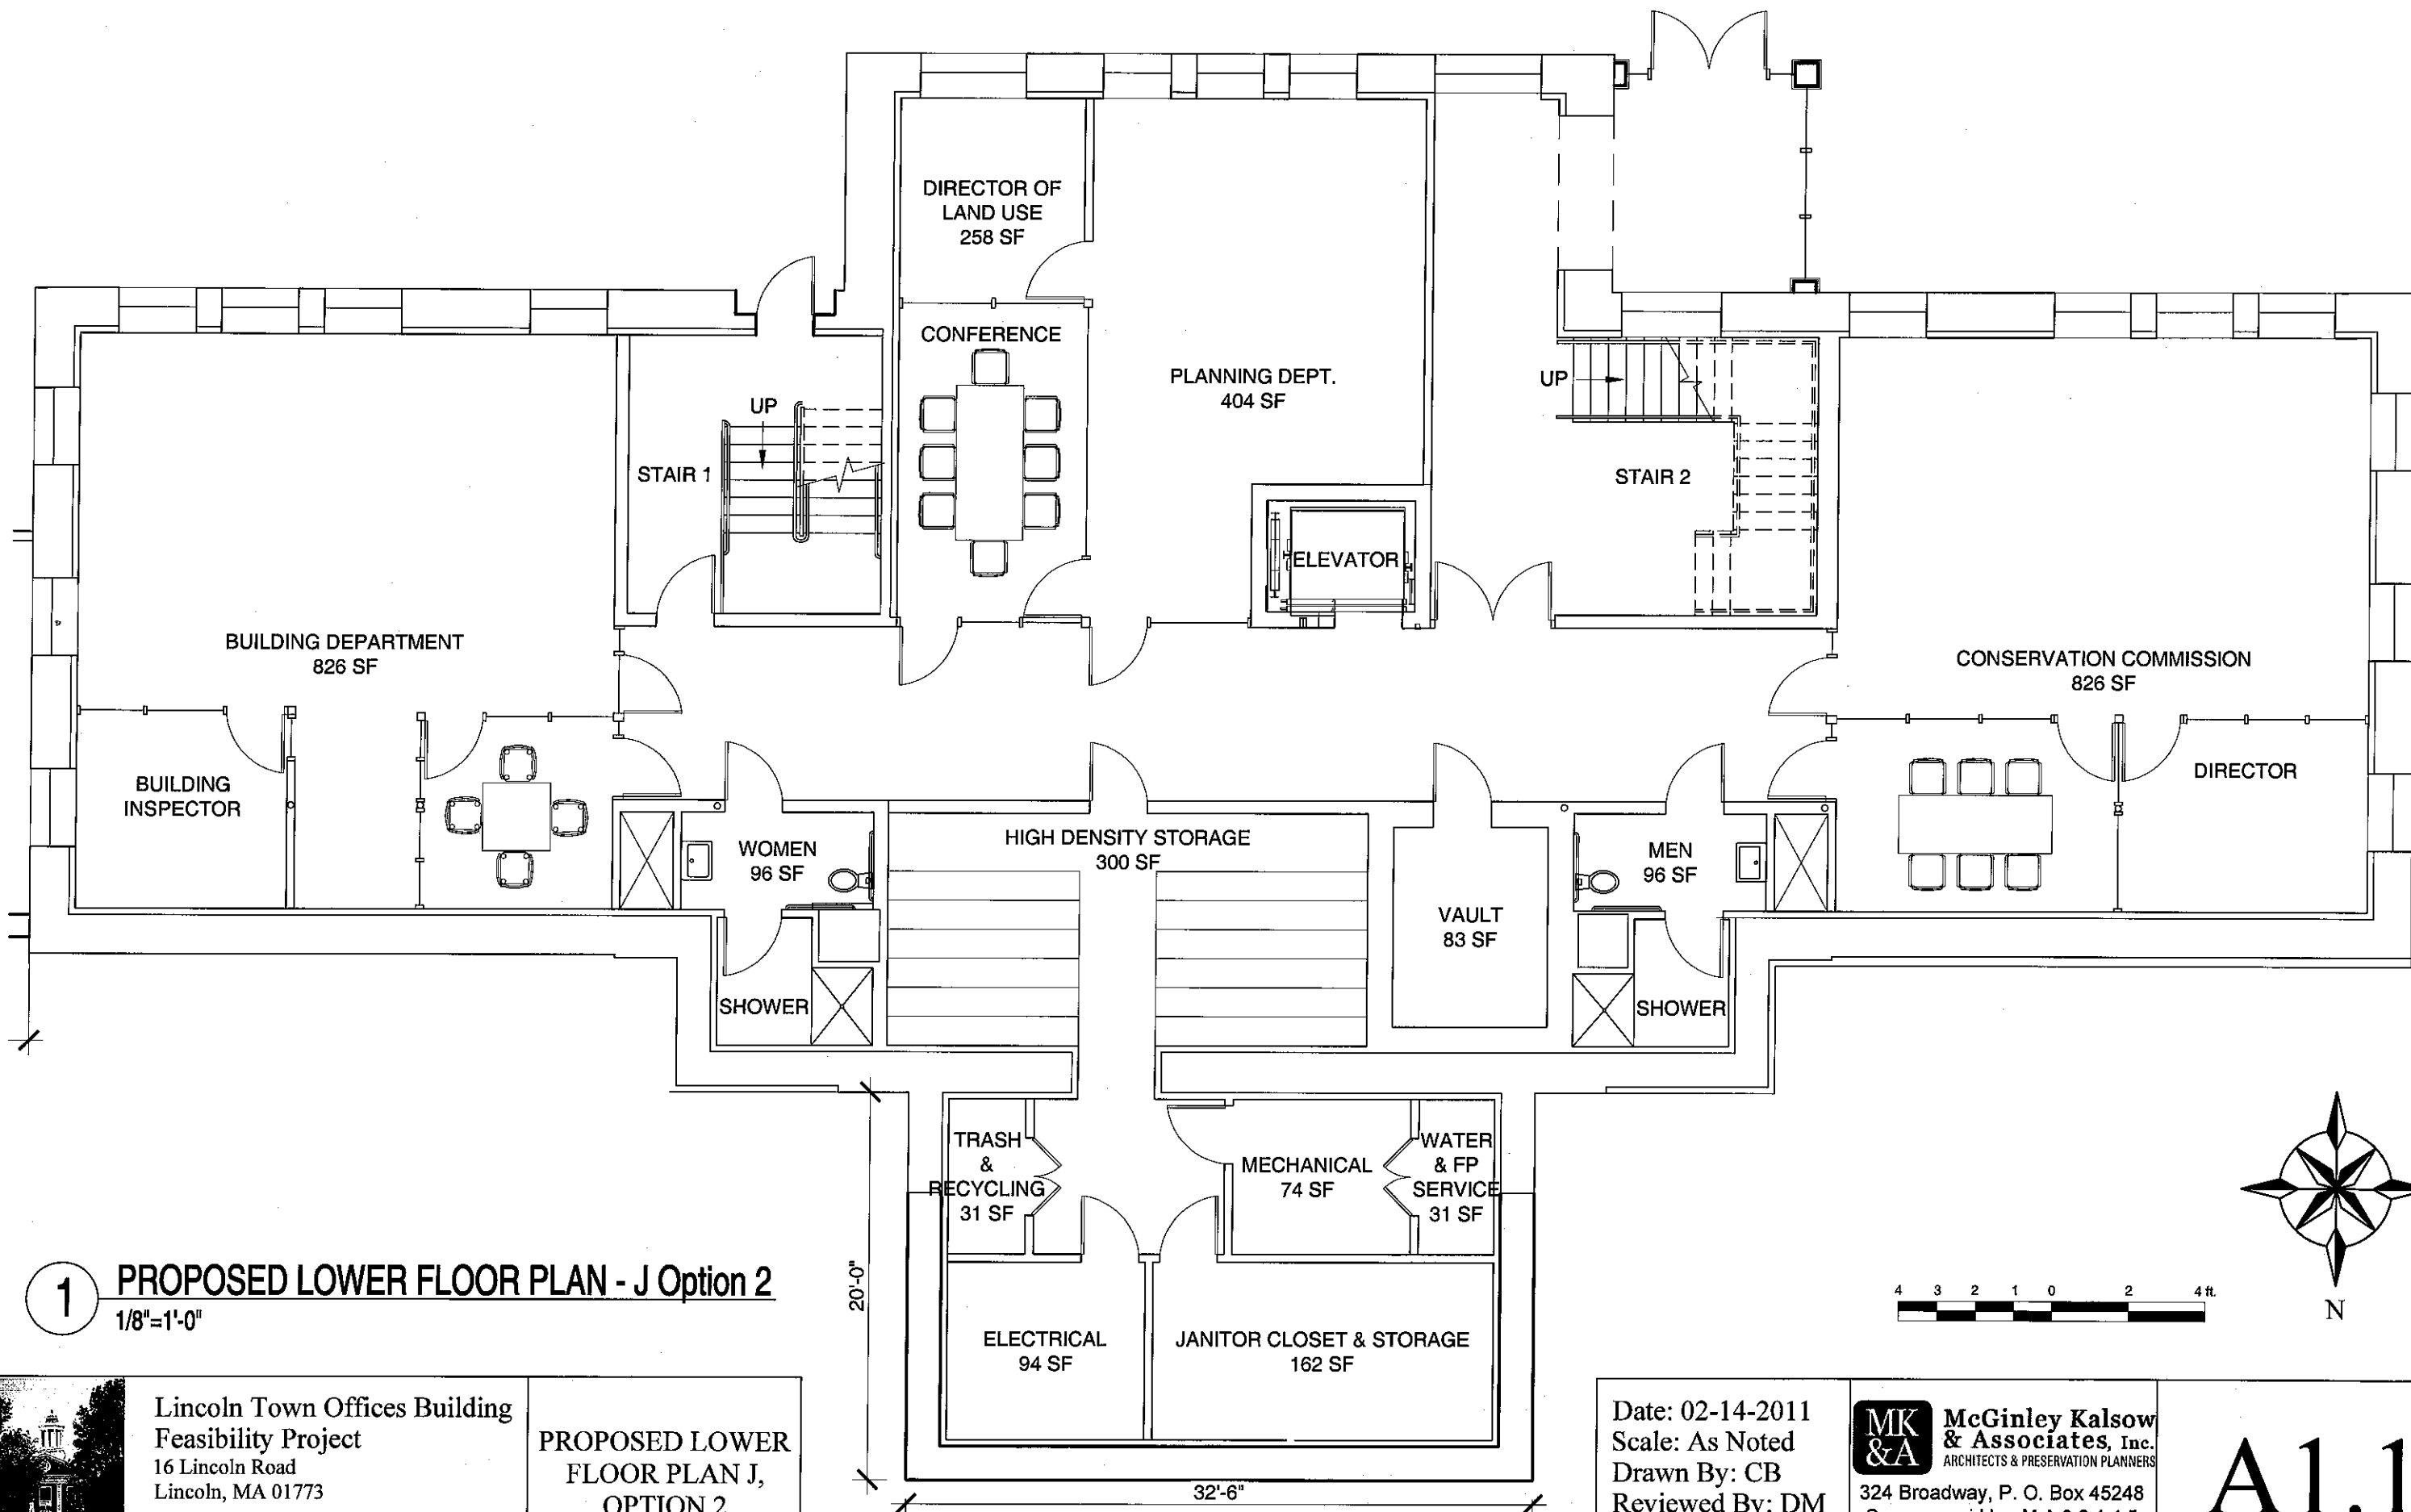 DIRECTOR OF
LAND USE
258 SF
CONFERENCE
PLANNING DEPT.
404 SF
UP
UP
STAIR 1
STAIR 2
ELEVATOR
BUILDING DEPARTMENT
826 SF
CONSERVATION COMMISSION
826 SF
BUILDING
INSPECTOR
DIRECTOR
WOMEN
96 SF
HIGH DENSITY STORAGE
300 SF
MEN
96 SF
VAULT
83 SF
SHOWER
SHOWER
TRASH
&
RECYCLING
31 SF
MECHANICAL
74 SF
WATER
& FP
SERVICE
31 SF
ELECTRICAL
94 SF
JANITOR CLOSET & STORAGE
162 SF
20'-0"
32'-6"
1 PROPOSED LOWER FLOOR PLAN - J Option 2
1/8"=1'-0"
4 3 2 1 0 2 4 ft.
N
Lincoln Town Offices Building
Feasibility Project
16 Lincoln Road
Lincoln, MA 01773
PROPOSED LOWER
FLOOR PLAN J,
OPTION 2
Date: 02-14-2011
Scale: As Noted
Drawn By: CB
Reviewed By: DM
MK
&A
McGinley Kalsow
& Associates, Inc.
ARCHITECTS & PRESERVATION PLANNERS
324 Broadway, P. O. Box 45248
A1.1